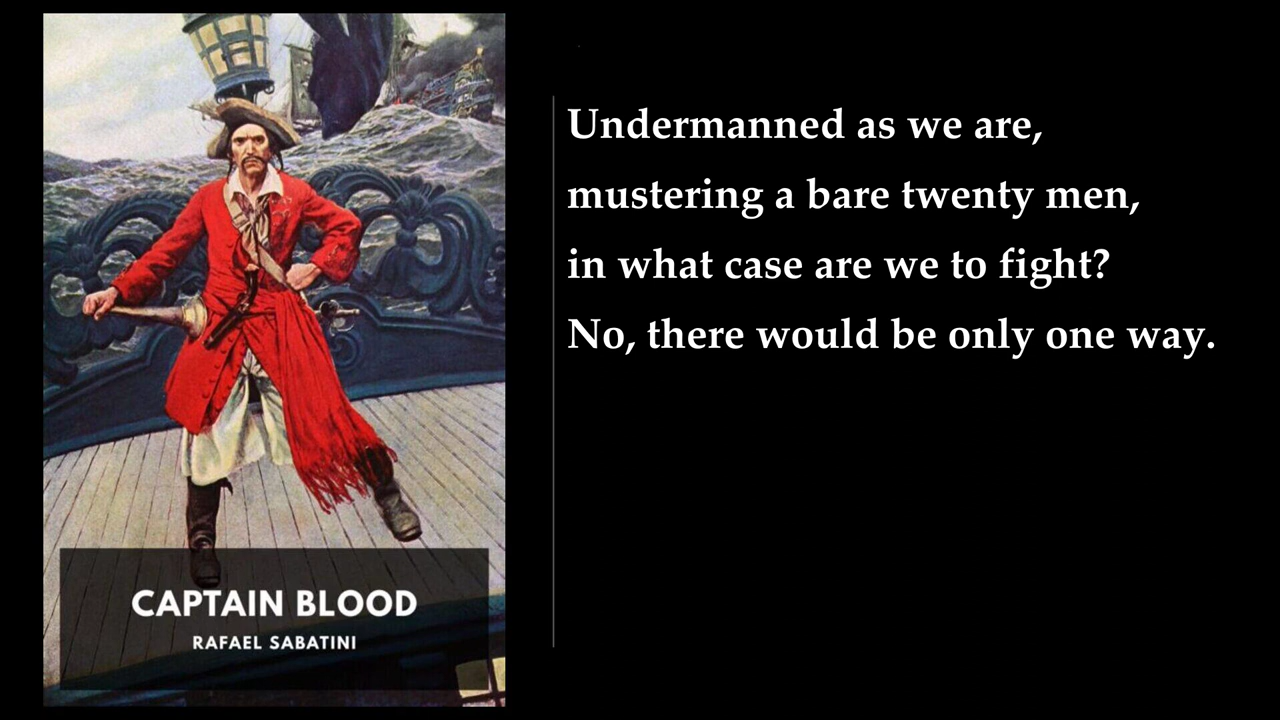 CAPTAIN BLOOD
RAFAEL SABATINI
Undermanned as we are,
mustering a bare twenty men,
in what case are we to fight?
No, there would be only one way.